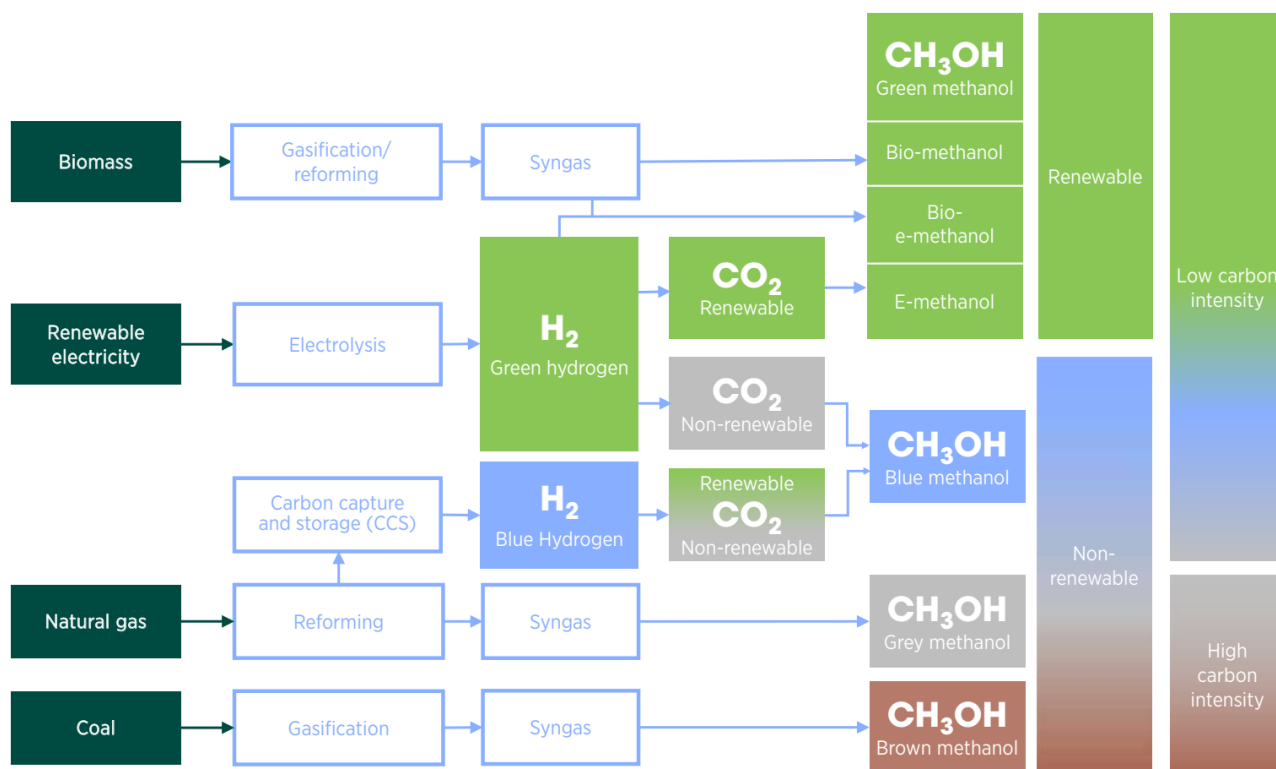 CH₃OH
Green methanol
Biomass
Gasification/
reforming
Syngas
Bio-methanol
Renewable
Bio-
e-methanol
Low carbon
intensity
Renewable
electricity
Electrolysis
H₂
Green hydrogen
CO₂
Renewable
E-methanol
CO₂
Non-renewable
CH₃OH
Blue methanol
Carbon capture
and storage (CCS)
H₂
Blue Hydrogen
Renewable
CO₂
Non-renewable
Non-
renewable
Natural gas
Reforming
Syngas
CH₃OH
Grey methanol
High
carbon
intensity
Coal
Gasification
Syngas
CH₃OH
Brown methanol